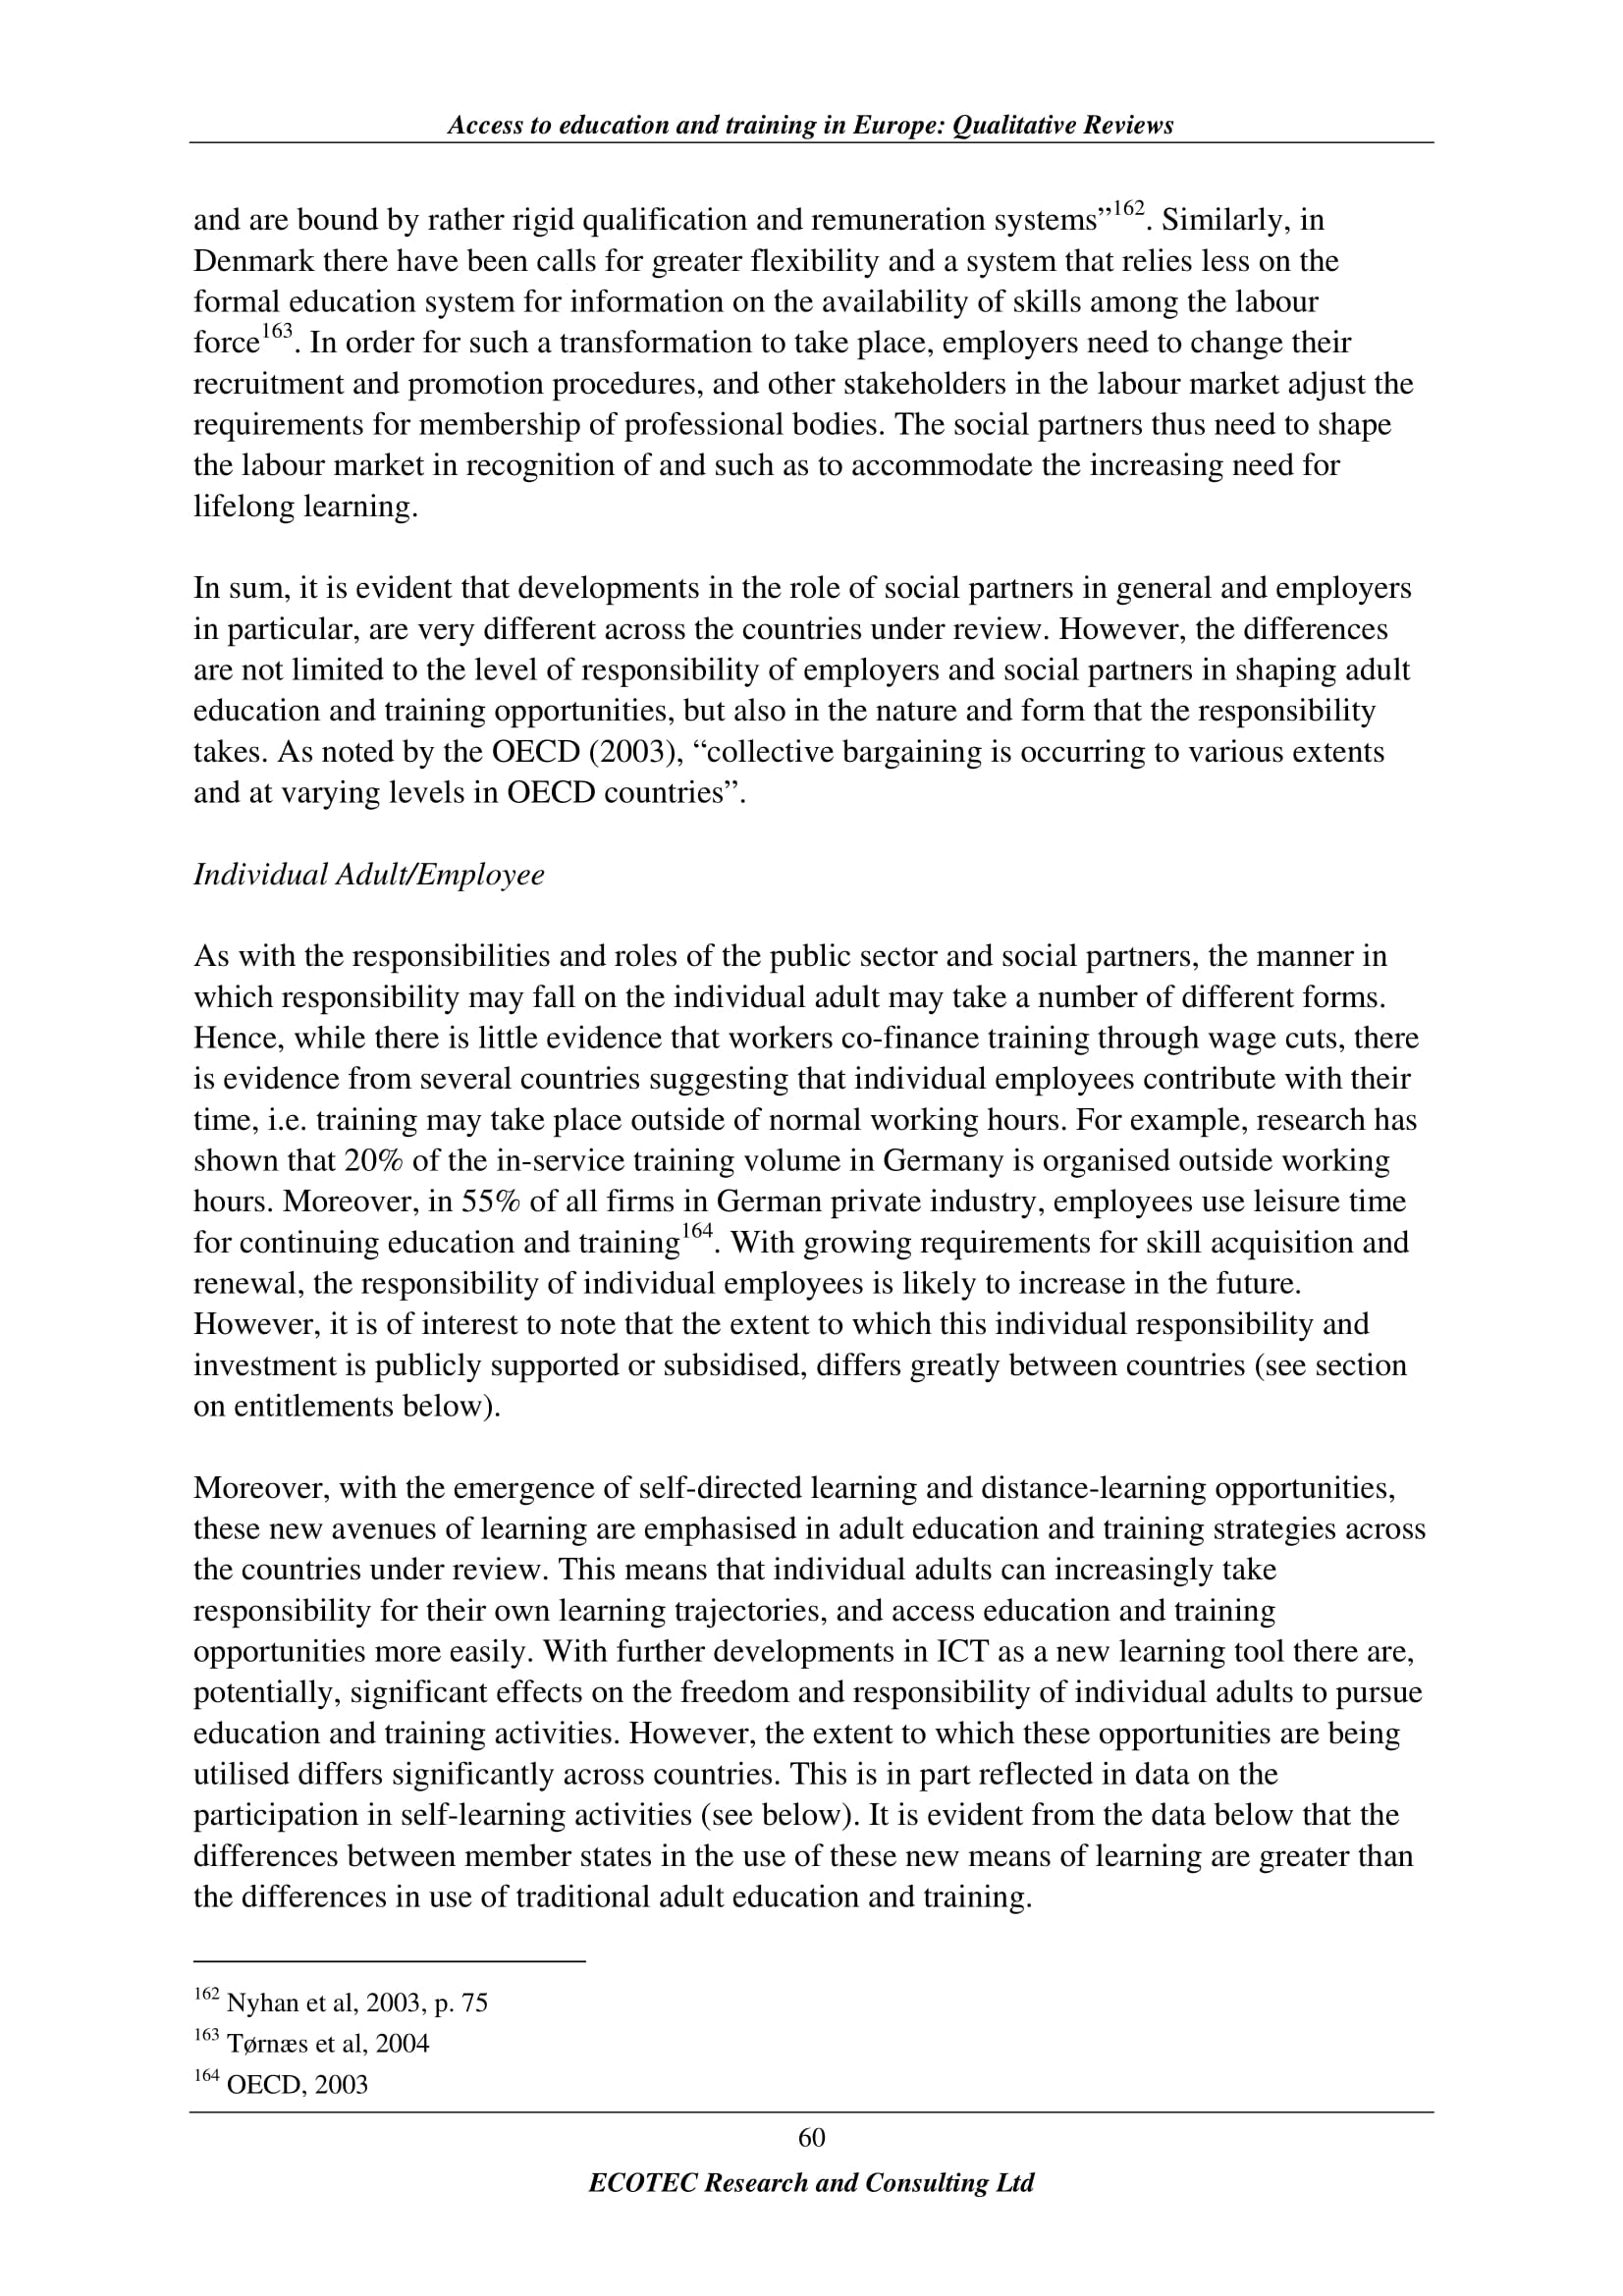 Access to education and training in Europe: Qualitative Reviews
and are bound by rather rigid qualification and remuneration systems”162. Similarly, in
Denmark there have been calls for greater flexibility and a system that relies less on the
formal education system for information on the availability of skills among the labour
force163. In order for such a transformation to take place, employers need to change their
recruitment and promotion procedures, and other stakeholders in the labour market adjust the
requirements for membership of professional bodies. The social partners thus need to shape
the labour market in recognition of and such as to accommodate the increasing need for
lifelong learning.
In sum, it is evident that developments in the role of social partners in general and employers
in particular, are very different across the countries under review. However, the differences
are not limited to the level of responsibility of employers and social partners in shaping adult
education and training opportunities, but also in the nature and form that the responsibility
takes. As noted by the OECD (2003), “collective bargaining is occurring to various extents
and at varying levels in OECD countries”.
Individual Adult/Employee
As with the responsibilities and roles of the public sector and social partners, the manner in
which responsibility may fall on the individual adult may take a number of different forms.
Hence, while there is little evidence that workers co-finance training through wage cuts, there
is evidence from several countries suggesting that individual employees contribute with their
time, i.e. training may take place outside of normal working hours. For example, research has
shown that 20% of the in-service training volume in Germany is organised outside working
hours. Moreover, in 55% of all firms in German private industry, employees use leisure time
for continuing education and training164. With growing requirements for skill acquisition and
renewal, the responsibility of individual employees is likely to increase in the future.
However, it is of interest to note that the extent to which this individual responsibility and
investment is publicly supported or subsidised, differs greatly between countries (see section
on entitlements below).
Moreover, with the emergence of self-directed learning and distance-learning opportunities,
these new avenues of learning are emphasised in adult education and training strategies across
the countries under review. This means that individual adults can increasingly take
responsibility for their own learning trajectories, and access education and training
opportunities more easily. With further developments in ICT as a new learning tool there are,
potentially, significant effects on the freedom and responsibility of individual adults to pursue
education and training activities. However, the extent to which these opportunities are being
utilised differs significantly across countries. This is in part reflected in data on the
participation in self-learning activities (see below). It is evident from the data below that the
differences between member states in the use of these new means of learning are greater than
the differences in use of traditional adult education and training.
162 Nyhan et al, 2003, p. 75
163 Tørnæs et al, 2004
164 OECD, 2003
60
ECOTEC Research and Consulting Ltd